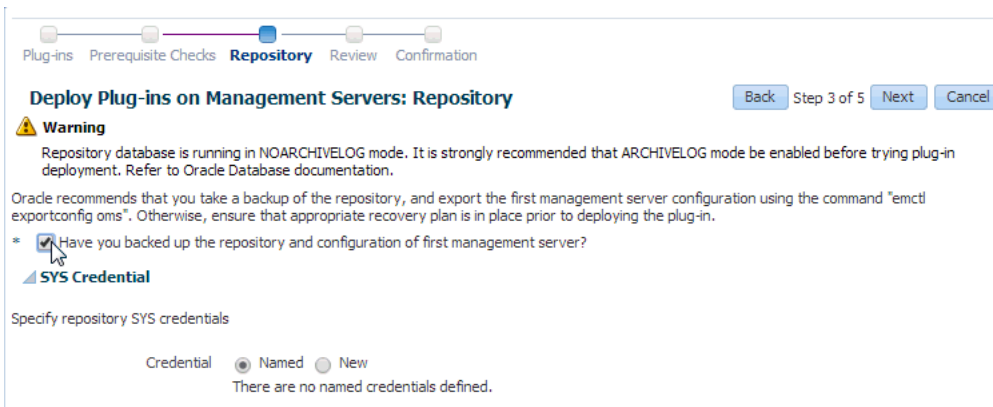 Plug-ins Prerequisite Checks Repository Review Confirmation
Deploy Plug-ins on Management Servers: Repository Back Step 3 of 5 Next Cancel
Warning
Repository database is running in NOARCHIVELOG mode. It is strongly recommended that ARCHIVELOG mode be enabled before trying plug-in
deployment. Refer to Oracle Database documentation.
Oracle recommends that you take a backup of the repository, and export the first management server configuration using the command "emctl
exportconfig oms". Otherwise, ensure that appropriate recovery plan is in place prior to deploying the plug-in.
* Have you backed up the repository and configuration of first management server?
SYS Credential
Specify repository SYS credentials
Credential Named New
There are no named credentials defined.